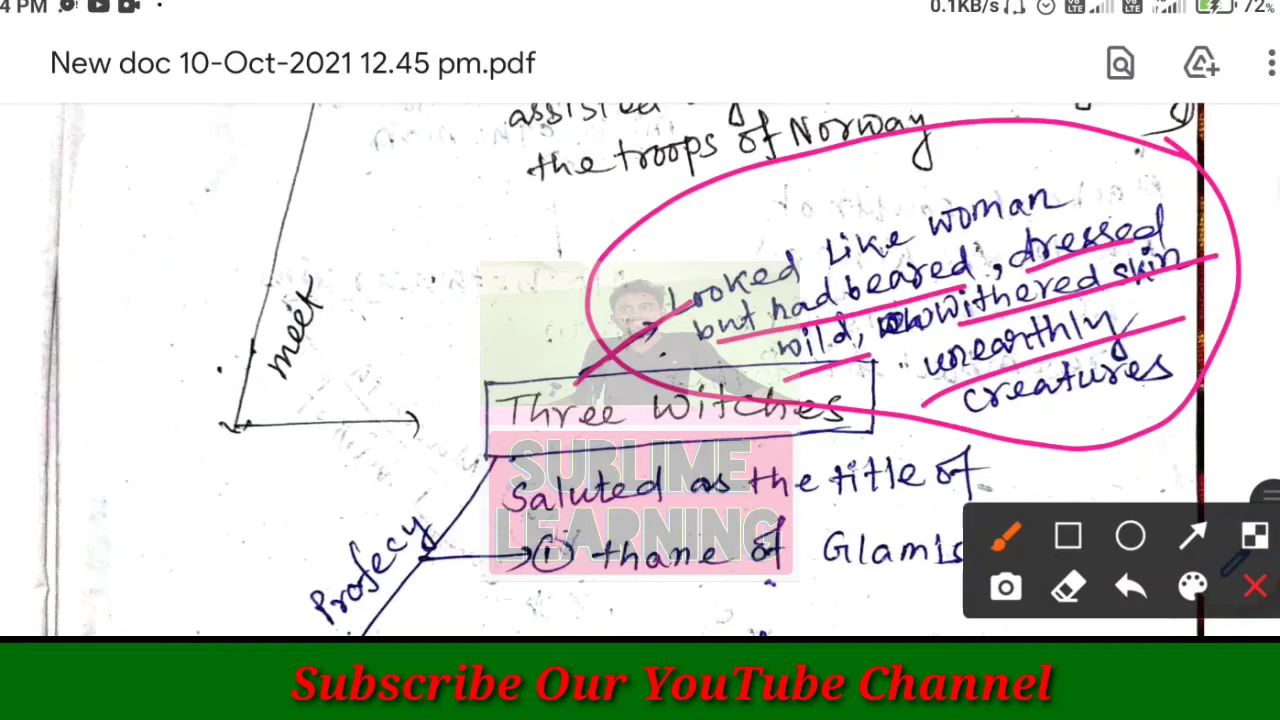 4 PM
0.1KB/s
72%
New doc 10-Oct-2021 12.45 pm.pdf
assisted
the troops of Norway
Looked Like woman
but had beared, dressed
wild, withered skin
unearthly
creatures
meet
Three Witches
SUBLIME
LEARNING
Saluted as the title of
Profecy
① thane of Glamis
Subscribe Our YouTube Channel